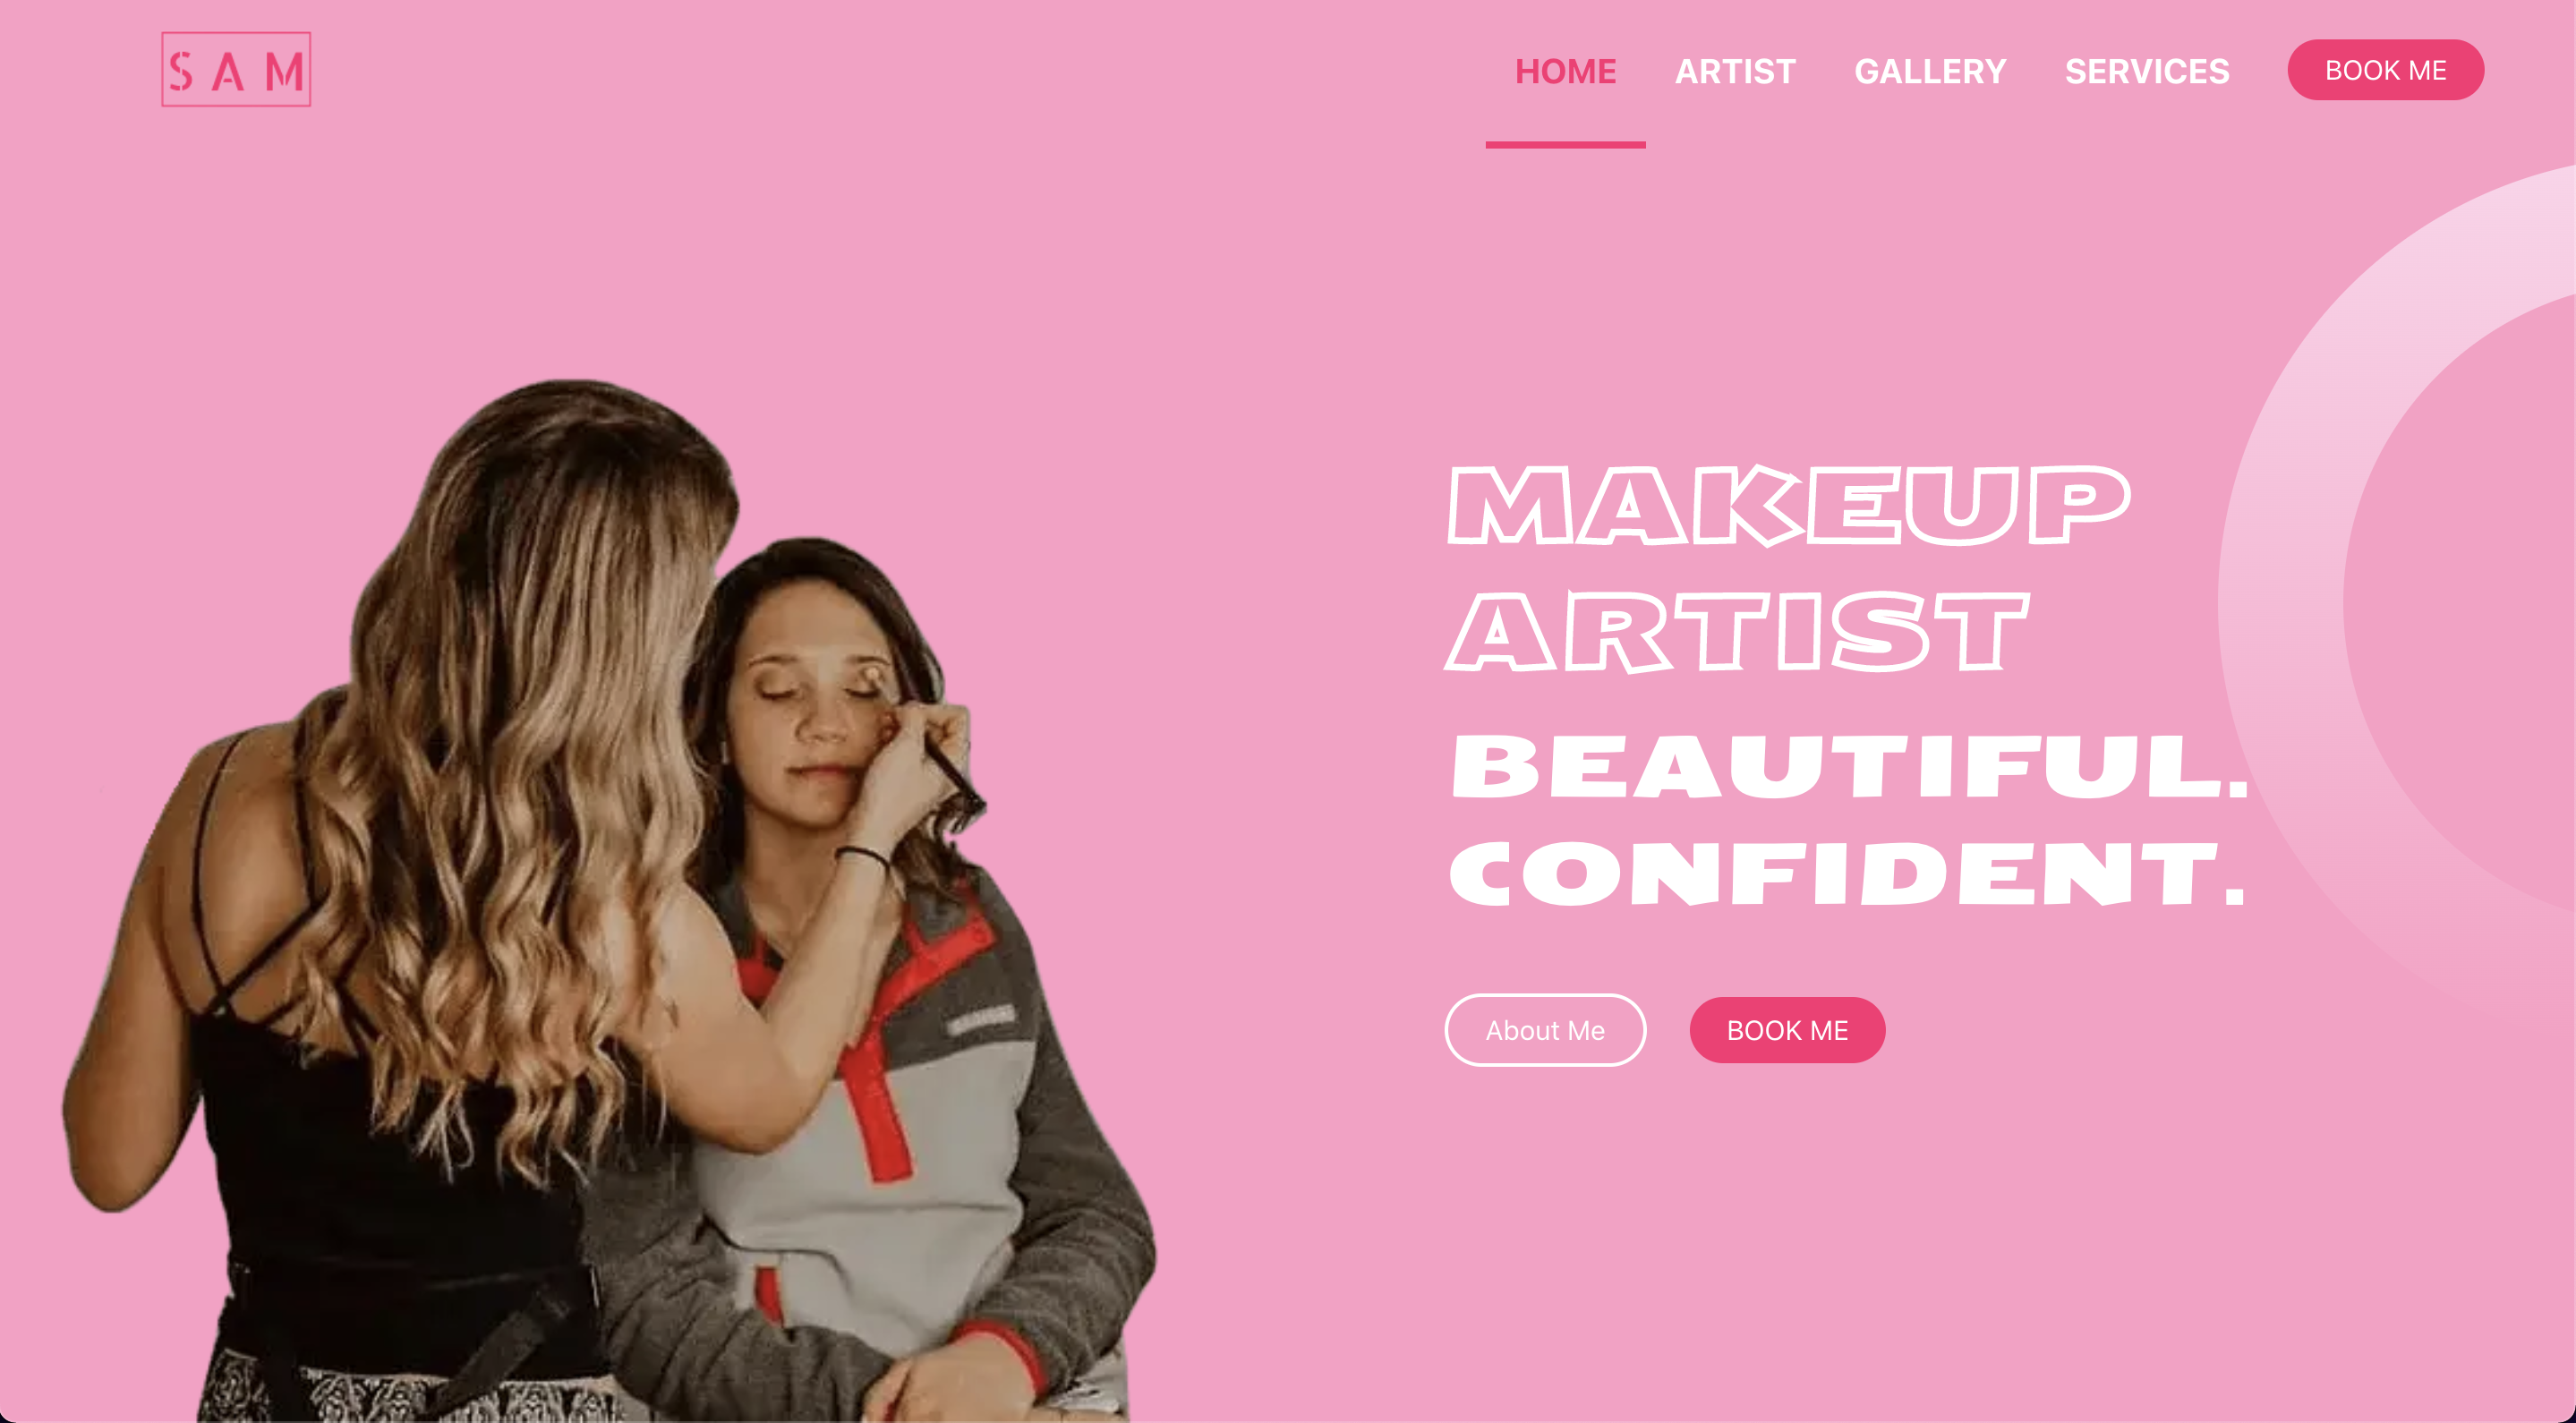 SAM
HOME
ARTIST
GALLERY
SERVICES
BOOK ME
MAKEUP
ARTIST
BEAUTIFUL.
CONFIDENT.
About Me
BOOK ME